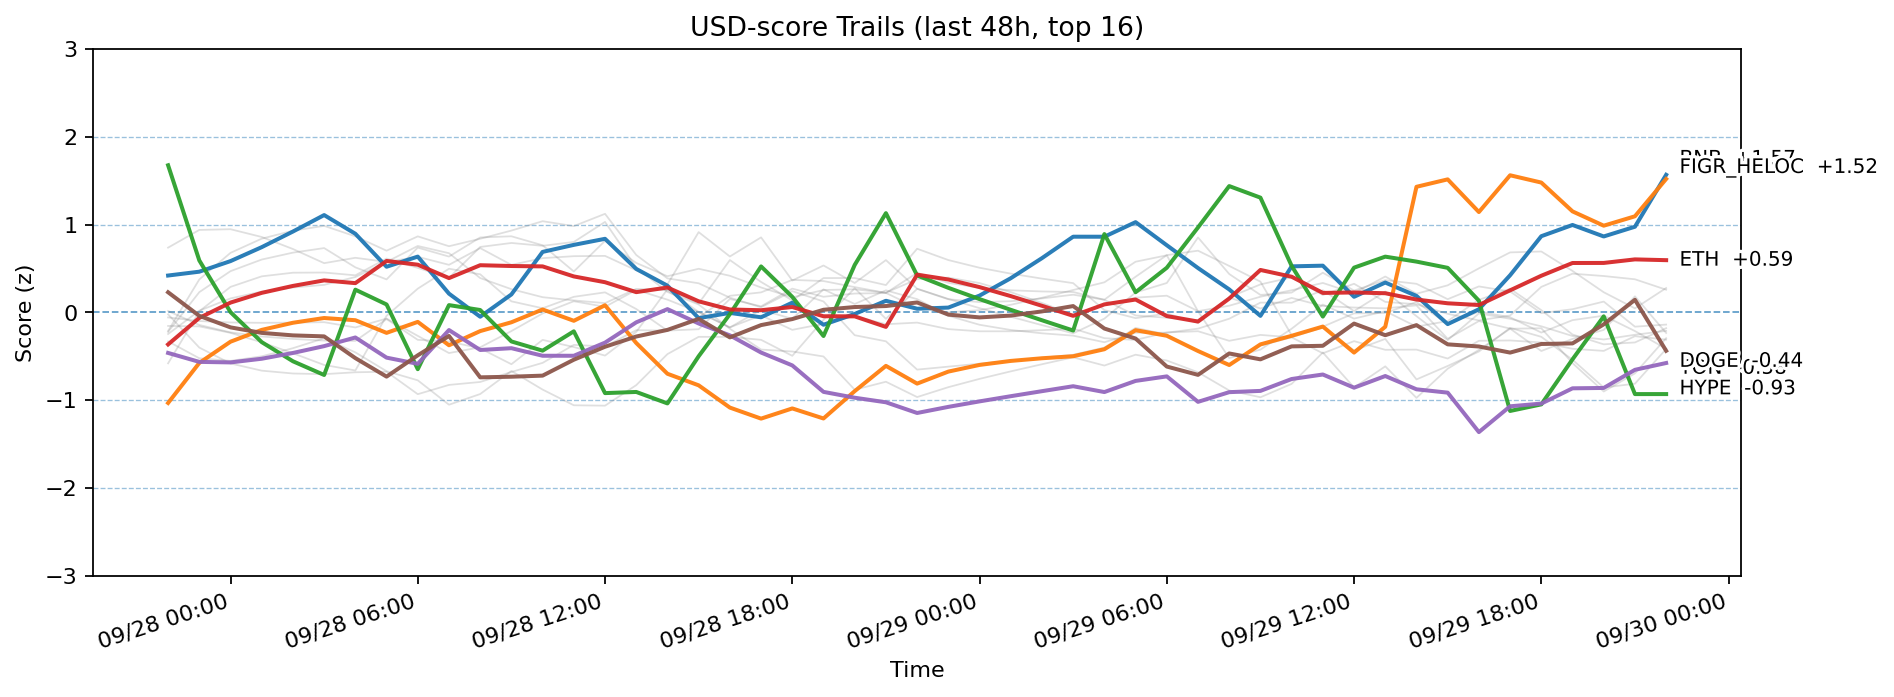 USD-score Trails (last 48h, top 16)
3
2
1
0
−1
−2
−3
Score (z)
FIGR_HELOC +1.52
ETH +0.59
DOGE -0.44
HYPE -0.93
09/28 00:00
09/28 06:00
09/28 12:00
09/28 18:00
09/29 00:00
09/29 06:00
09/29 12:00
09/29 18:00
09/30 00:00
Time